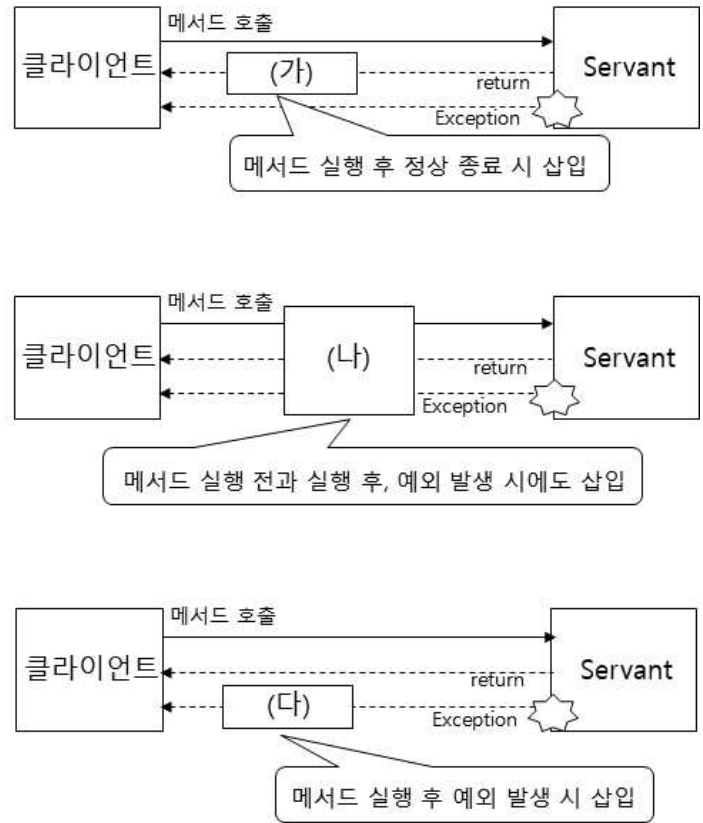 메서드 호출
클라이언트
(가)
Servant
return
Exception
메서드 실행 후 정상 종료 시 삽입
메서드 호출
클라이언트
(나)
Servant
return
Exception
메서드 실행 전과 실행 후, 예외 발생 시에도 삽입
메서드 호출
클라이언트
Servant
return
(다)
Exception
메서드 실행 후 예외 발생 시 삽입